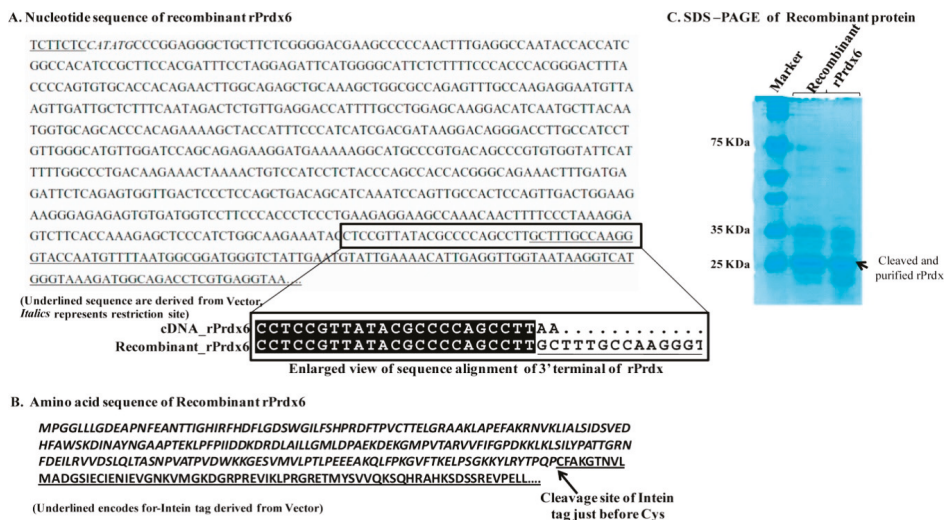 A. Nucleotide sequence of recombinant rPrdx6
TCTTCTCCATATGCCCGGAGGGCTGCTTCTCGGGGACGAAGCCCCCAACTTTGAGGCCAATACCACCATC
GGCCACATCCGCTTCCACGATTTCCTAGGAGATTCATGGGGCATTCTCTTTTCCCACCCACGGGACTTTA
CCCCAGTGTGCACCACAGAACTTGGCAGAGCTGCAAAGCTGGCGCCAGAGTTTGCCAAGAGGAATGTTA
AGTTGATTGCTCTTTCAATAGACTCTGTTGAGGACCATTTTGCCTGGAGCAAGGACATCAATGCTTACAA
TGGTGCAGCACCCACAGAAAAGCTACCATTTCCCATCATCGACGATAAGGACAGGGACCTTGCCATCCT
GTTGGGCATGTTGGATCCAGCAGAGAAGGATGAAAAAGGCATGCCCGTGACAGCCCGTGTGGTATTCAT
TTTTGGCCCTGACAAGAAACTAAAACTGTCCATCCTCTACCCAGCCACCACGGGCAGAAACTTTGATGA
GATTCTCAGAGTGGTTGACTCCCTCCAGCTGACAGCATCAAATCCAGTTGCCACTCCAGTTGACTGGAAG
AAGGGAGAGAGTGTGATGGTCCTTCCCACCCTCCCTGAAGAGGAAGCCAAACAACTTTTCCCTAAAGGA
GTCTTCACCAAAGAGCTCCCATCTGGCAAGAAATACCTCCGTTATACGCCCCAGCCTTGCTTTGCCAAGG
GTACCAATGTTTTAATGGCGGATGGGTCTATTGAATGTATTGAAAACATTGAGGTTGGTAATAAGGTCAT
GGGTAAAGATGGCAGACCTCGTGAGGTAA....
(Underlined sequence are derived from Vector,
Italics represents restriction site)
cDNA_rPrdx6 CCTCCGTTATACGCCCCAGCCTTAA............
Recombinant_rPrdx6 CCTCCGTTATACGCCCCAGCCTTGCTTTGCCAAGGGT
Enlarged view of sequence alignment of 3' terminal of rPrdx
B. Amino acid sequence of Recombinant rPrdx6
MPGGLLLGDEAPNFEANTTIGHIRFHDFLGDSWGILFSHPRDFTPVCTTELGRAAKLAPEFAKRNVKLIALSIDSVED
HFAWSKDINAYNGAAPTEKLPFPIIDDKDRDLAILLGMLDPAEKDEKGMPVTARVVFIFGPDKKLKLSILYPATTGRN
FDEILRVVDSLQLTASNPVATPVDWKKGESVMVLPTLPEEEAKQLFPKGVFTKELPSGKKYLRYTPQPCFAKGTNVL
MADGSIECIENIEVGNKVMGKDGRPREVIKLPRGRETMYSVVQKSQHRAHKSDSSREVPELL....
(Underlined encodes for-Intein tag derived from Vector)
Cleavage site of Intein
tag just before Cys
C. SDS –PAGE of Recombinant protein
Marker
Recombinant
rPrdx6
75 KDa
35 KDa
25 KDa
Cleaved and
purified rPrdx